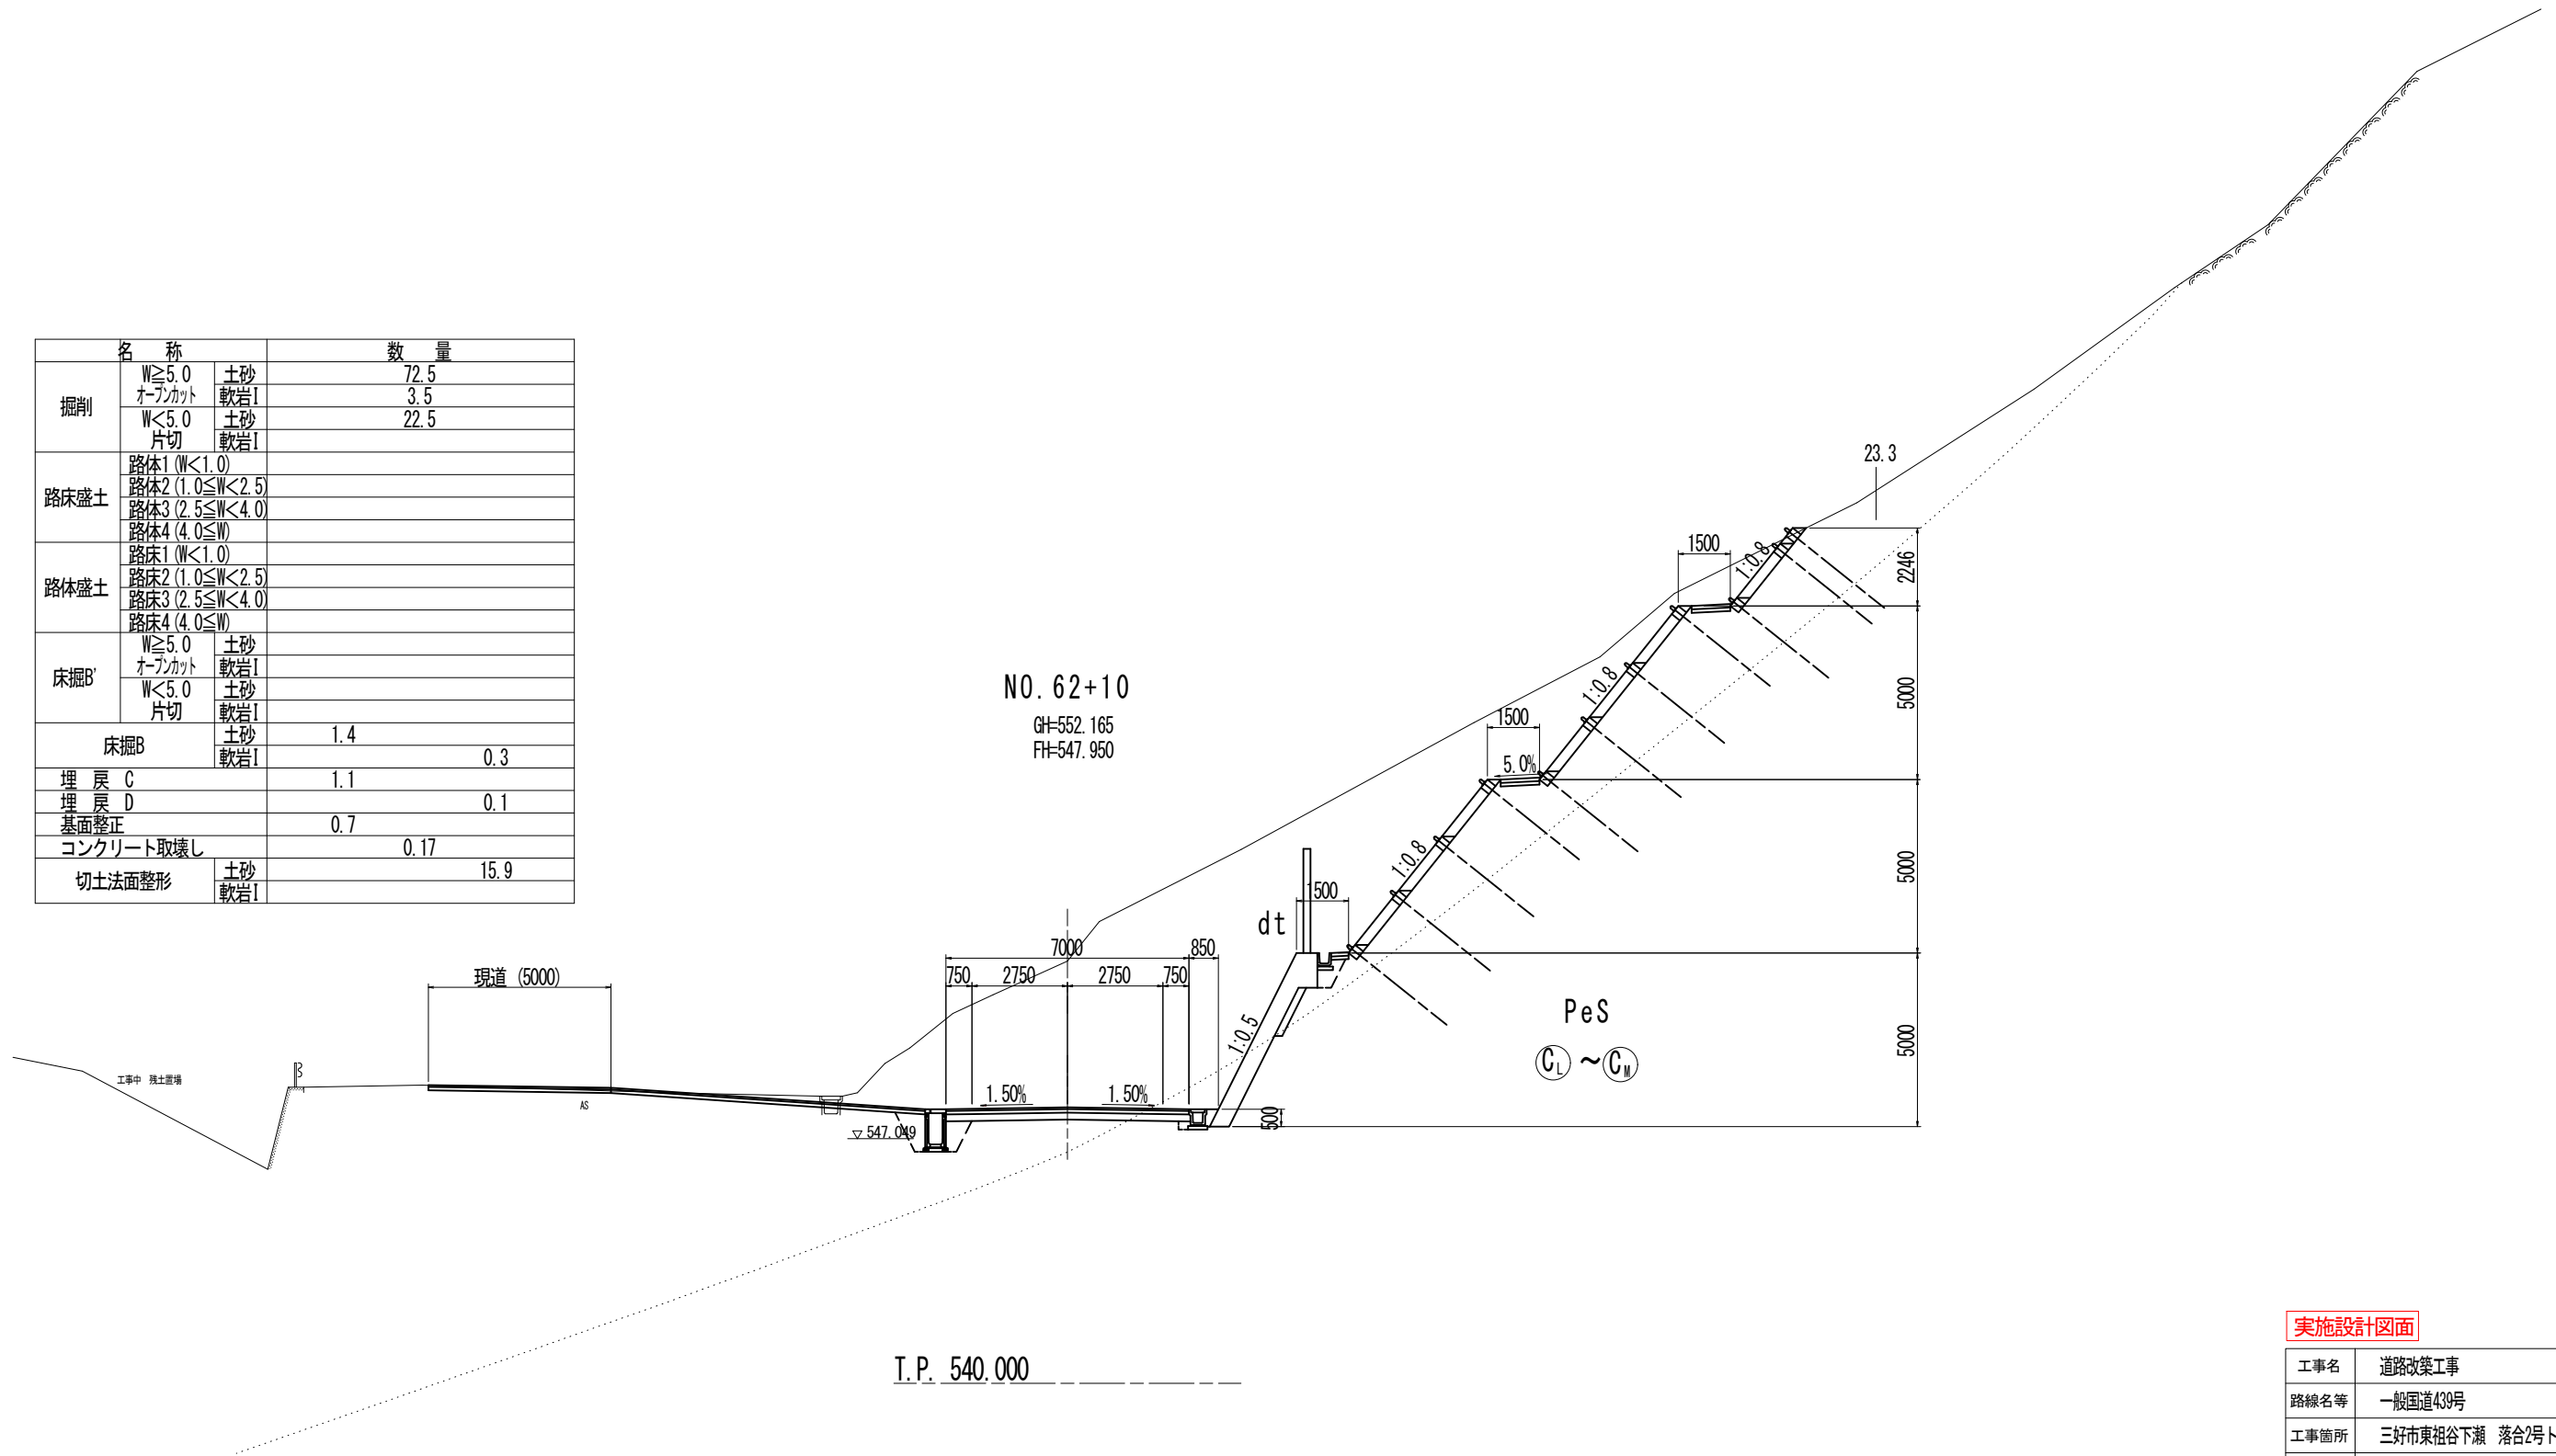 名 称 数 量
掘削 W≧5.0 オープンカット 土砂 72.5
軟岩I 3.5
W<5.0 片切 土砂 22.5
軟岩I
路床盛土 路体1(W<1.0)
路体2(1.0≦W<2.5)
路体3(2.5≦W<4.0)
路体4(4.0≦W)
路体盛土 路床1(W<1.0)
路床2(1.0≦W<2.5)
路床3(2.5≦W<4.0)
路床4(4.0≦W)
床掘B' W≧5.0 オープンカット 土砂
軟岩I
W<5.0 片切 土砂
軟岩I
床掘B 土砂 1.4
軟岩I 0.3
埋 戻 C 1.1
埋 戻 D 0.1
基面整正 0.7
コンクリート取壊し 0.17
切土法面整形 土砂 15.9
軟岩I
NO.62+10
GH=552.165
FH=547.950
23.3
1500
1:0.8
2246
1:0.8
5000
1500
5.0%
1:0.8
5000
1500
dt
7000
850
750
2750
2750
750
現道 (5000)
1:0.5
PeS
CL ~ CM
5000
工事中 残土置場
AS
1.50%
1.50%
500
▽547.049
T.P. 540.000
実施設計図面
工事名 道路改築工事
路線名等 一般国道439号
工事箇所 三好市東祖谷下瀬 落合2号ト